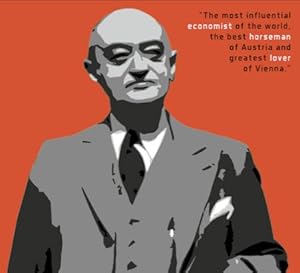 "The most influential
economist of the world,
the best horseman
of Austria and
greatest lover
of Vienna."